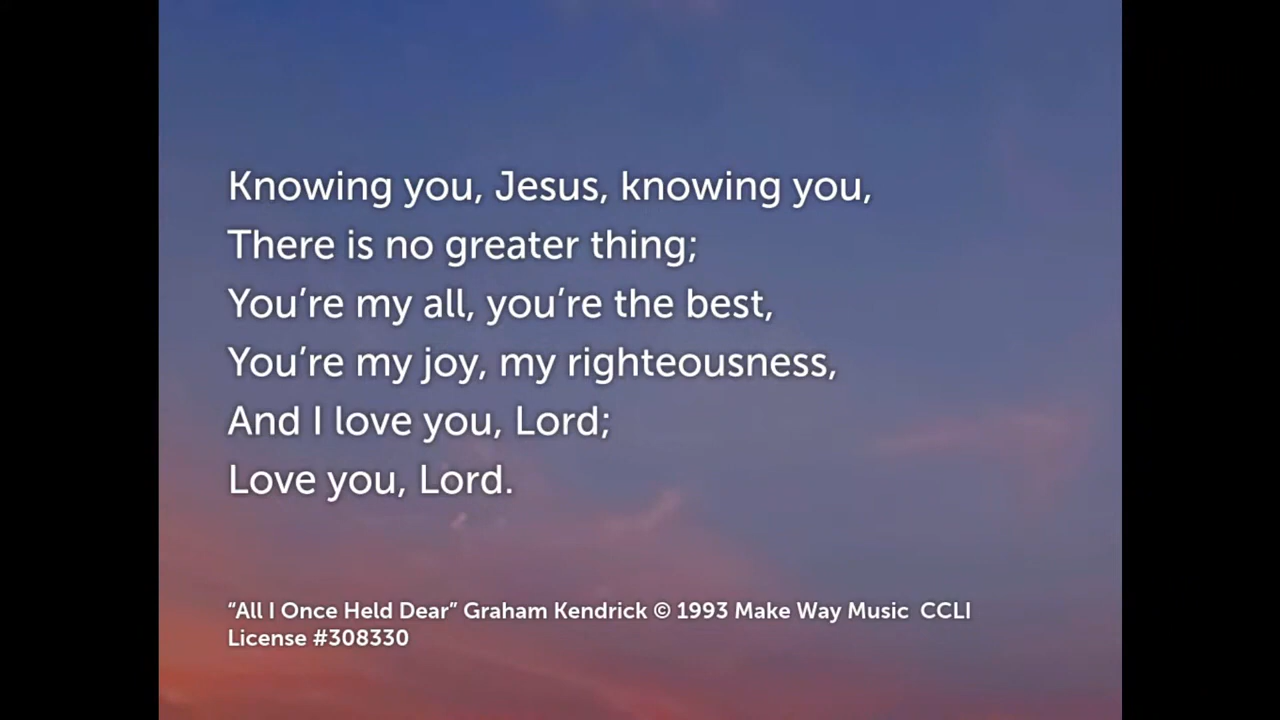 Knowing you, Jesus, knowing you,
There is no greater thing;
You’re my all, you’re the best,
You’re my joy, my righteousness,
And I love you, Lord;
Love you, Lord.
“All I Once Held Dear” Graham Kendrick © 1993 Make Way Music  CCLI
License #308330